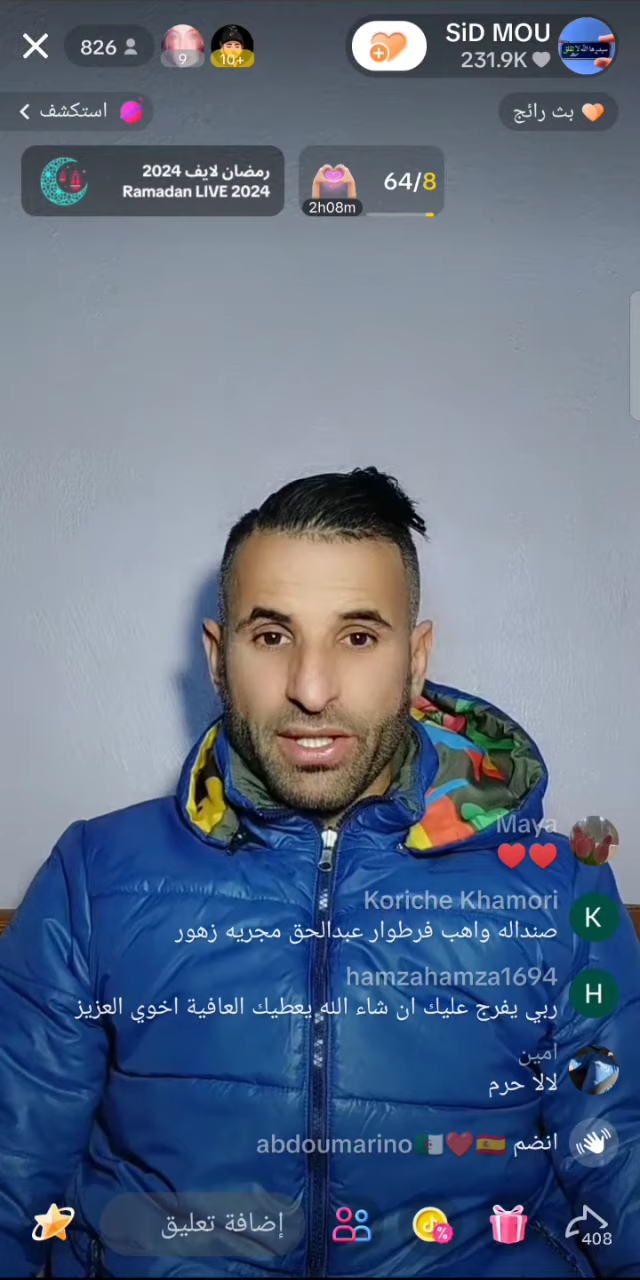 SiD MOU
231.9K
826
9
10+
بث رائج
استكشف
رمضان لايف 2024
Ramadan LIVE 2024
64/8
2h08m
Maya
❤️❤️
Koriche Khamori
K
صنداله واهب فرطوار عبدالحق مجريه زهور
hamzahamza1694
H
ربي يفرج عليك ان شاء الله يعطيك العافية اخوي العزيز
امين
لالا حرم
abdoumarino🇩🇿❤️🇪🇸 انضم
إضافة تعليق
408